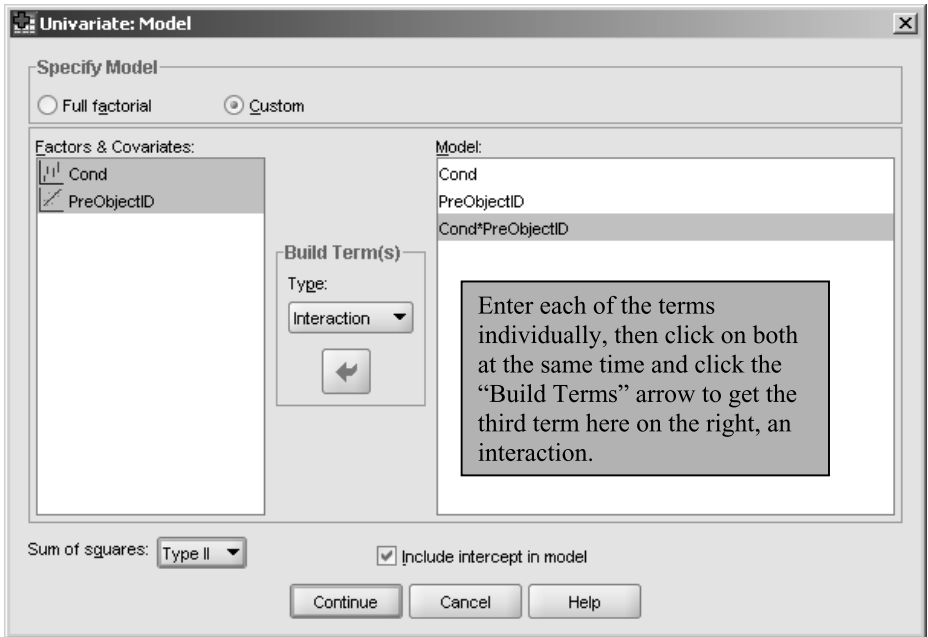 Univariate: Model
Specify Model
Full factorial
Custom
Factors & Covariates:
Cond
PreObjectID
Build Term(s)
Type:
Interaction
Model:
Cond
PreObjectID
Cond*PreObjectID
Enter each of the terms
individually, then click on both
at the same time and click the
“Build Terms” arrow to get the
third term here on the right, an
interaction.
Sum of squares:
Type II
Include intercept in model
Continue
Cancel
Help